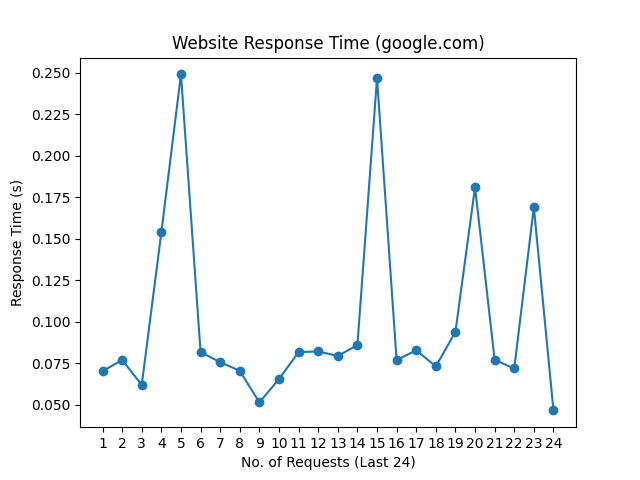 Website Response Time (google.com)
0.250
0.225
0.200
0.175
0.150
0.125
0.100
0.075
0.050
Response Time (s)
1 2 3 4 5 6 7 8 9 10 11 12 13 14 15 16 17 18 19 20 21 22 23 24
No. of Requests (Last 24)